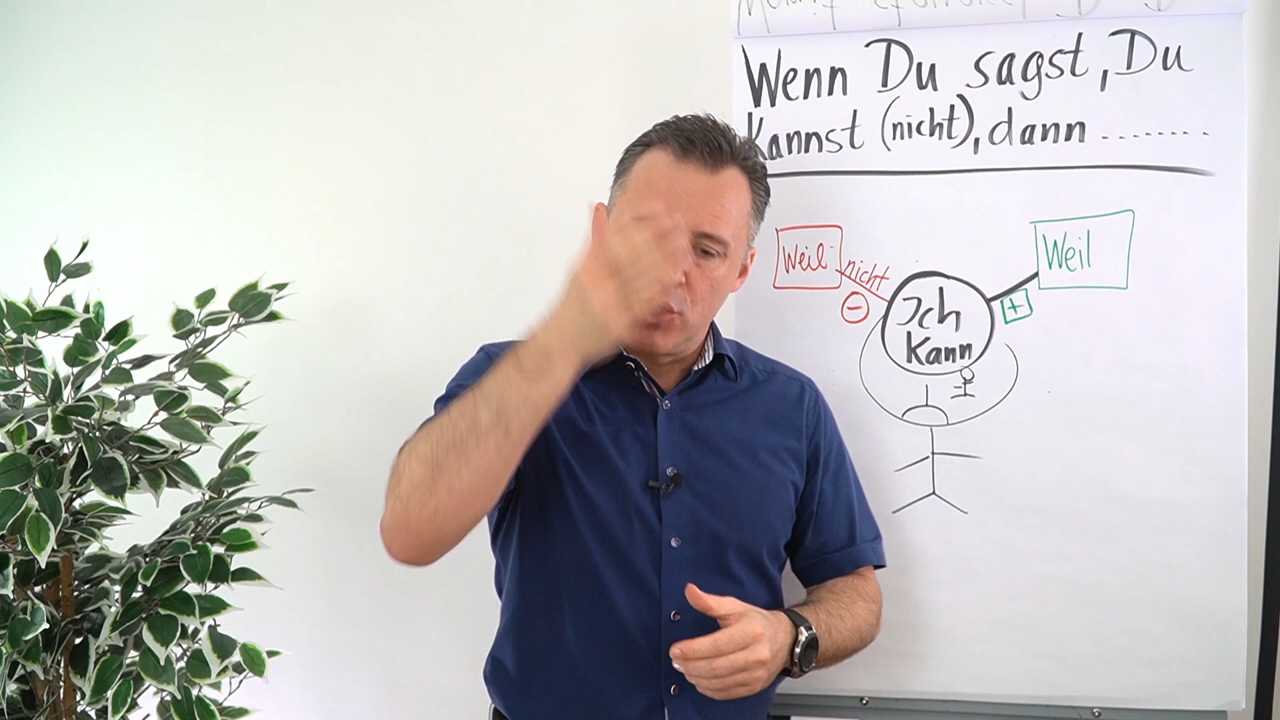 Wenn Du sagst, Du
Kannst (nicht), dann ........
Weil nicht
Weil
−
+
Ich
Kann